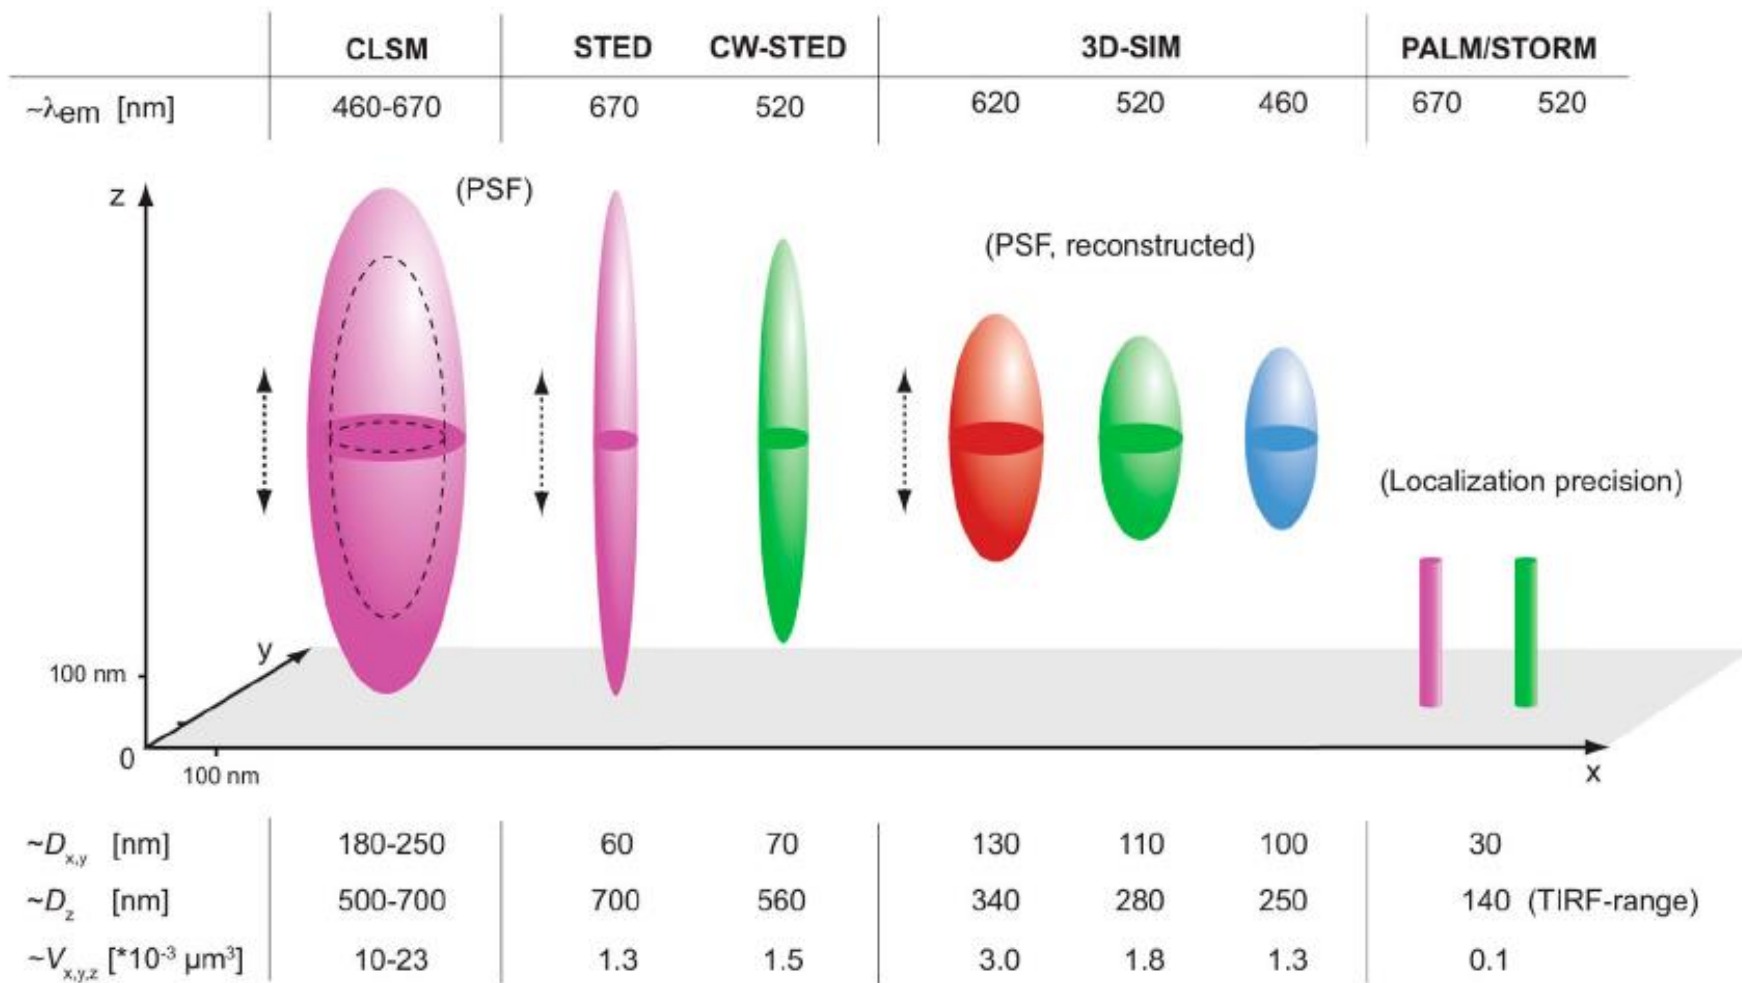 CLSM STED CW-STED 3D-SIM PALM/STORM
~λem [nm] 460-670 670 520 620 520 460 670 520
z
(PSF)
(PSF, reconstructed)
(Localization precision)
y
100 nm
0
100 nm
x
~Dx,y [nm] 180-250 60 70 130 110 100 30
~Dz [nm] 500-700 700 560 340 280 250 140 (TIRF-range)
~Vx,y,z [*10⁻³ µm³] 10-23 1.3 1.5 3.0 1.8 1.3 0.1